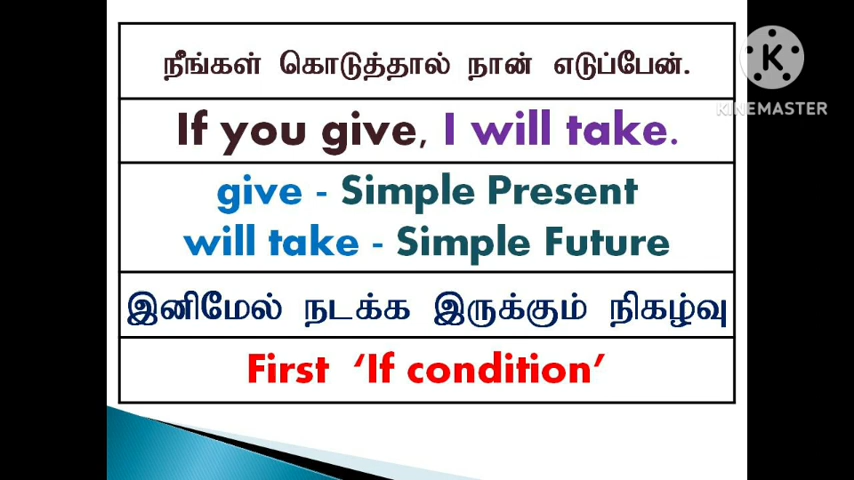 நீங்கள் கொடுத்தால் நான் எடுப்பேன்.
If you give, I will take.
give - Simple Present
will take - Simple Future
இனிமேல் நடக்க இருக்கும் நிகழ்வு
First ‘If condition’
K
KINEMASTER